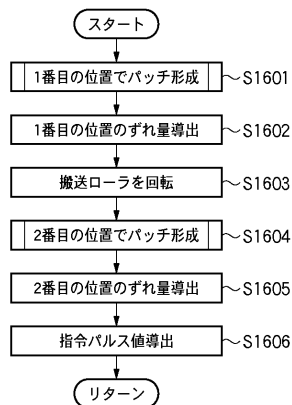 スタート
1番目の位置でパッチ形成 S1601
1番目の位置のずれ量導出 S1602
搬送ローラを回転 S1603
2番目の位置でパッチ形成 S1604
2番目の位置のずれ量導出 S1605
指令パルス値導出 S1606
リターン